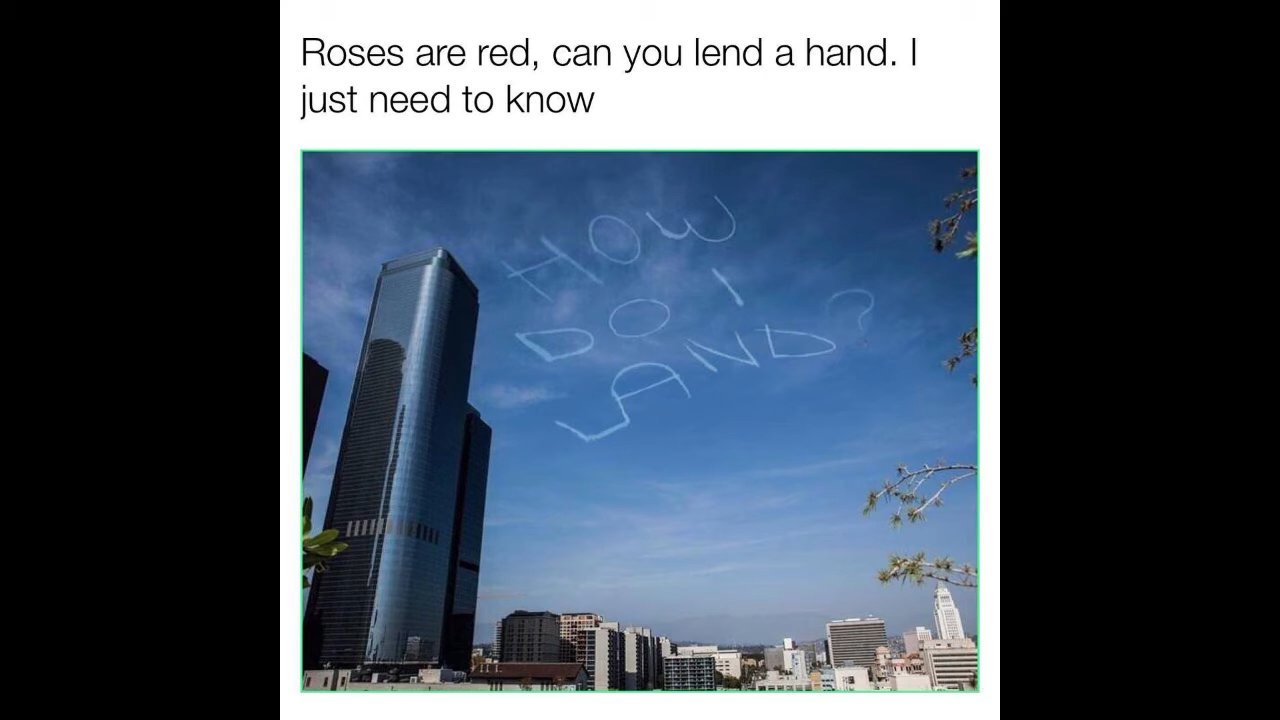 Roses are red, can you lend a hand. I
just need to know
HOW
DO I
LAND?